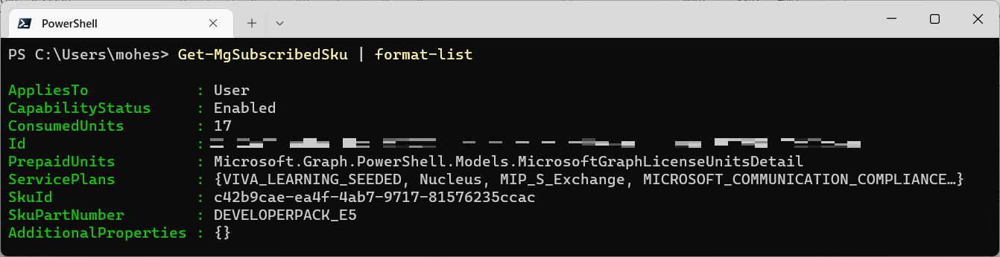 PowerShell
PS C:\Users\mohes> Get-MgSubscribedSku | format-list
AppliesTo : User
CapabilityStatus : Enabled
ConsumedUnits : 17
Id :
PrepaidUnits : Microsoft.Graph.PowerShell.Models.MicrosoftGraphLicenseUnitsDetail
ServicePlans : {VIVA_LEARNING_SEEDED, Nucleus, MIP_S_Exchange, MICROSOFT_COMMUNICATION_COMPLIANCE…}
SkuId : c42b9cae-ea4f-4ab7-9717-81576235ccac
SkuPartNumber : DEVELOPERPACK_E5
AdditionalProperties : {}